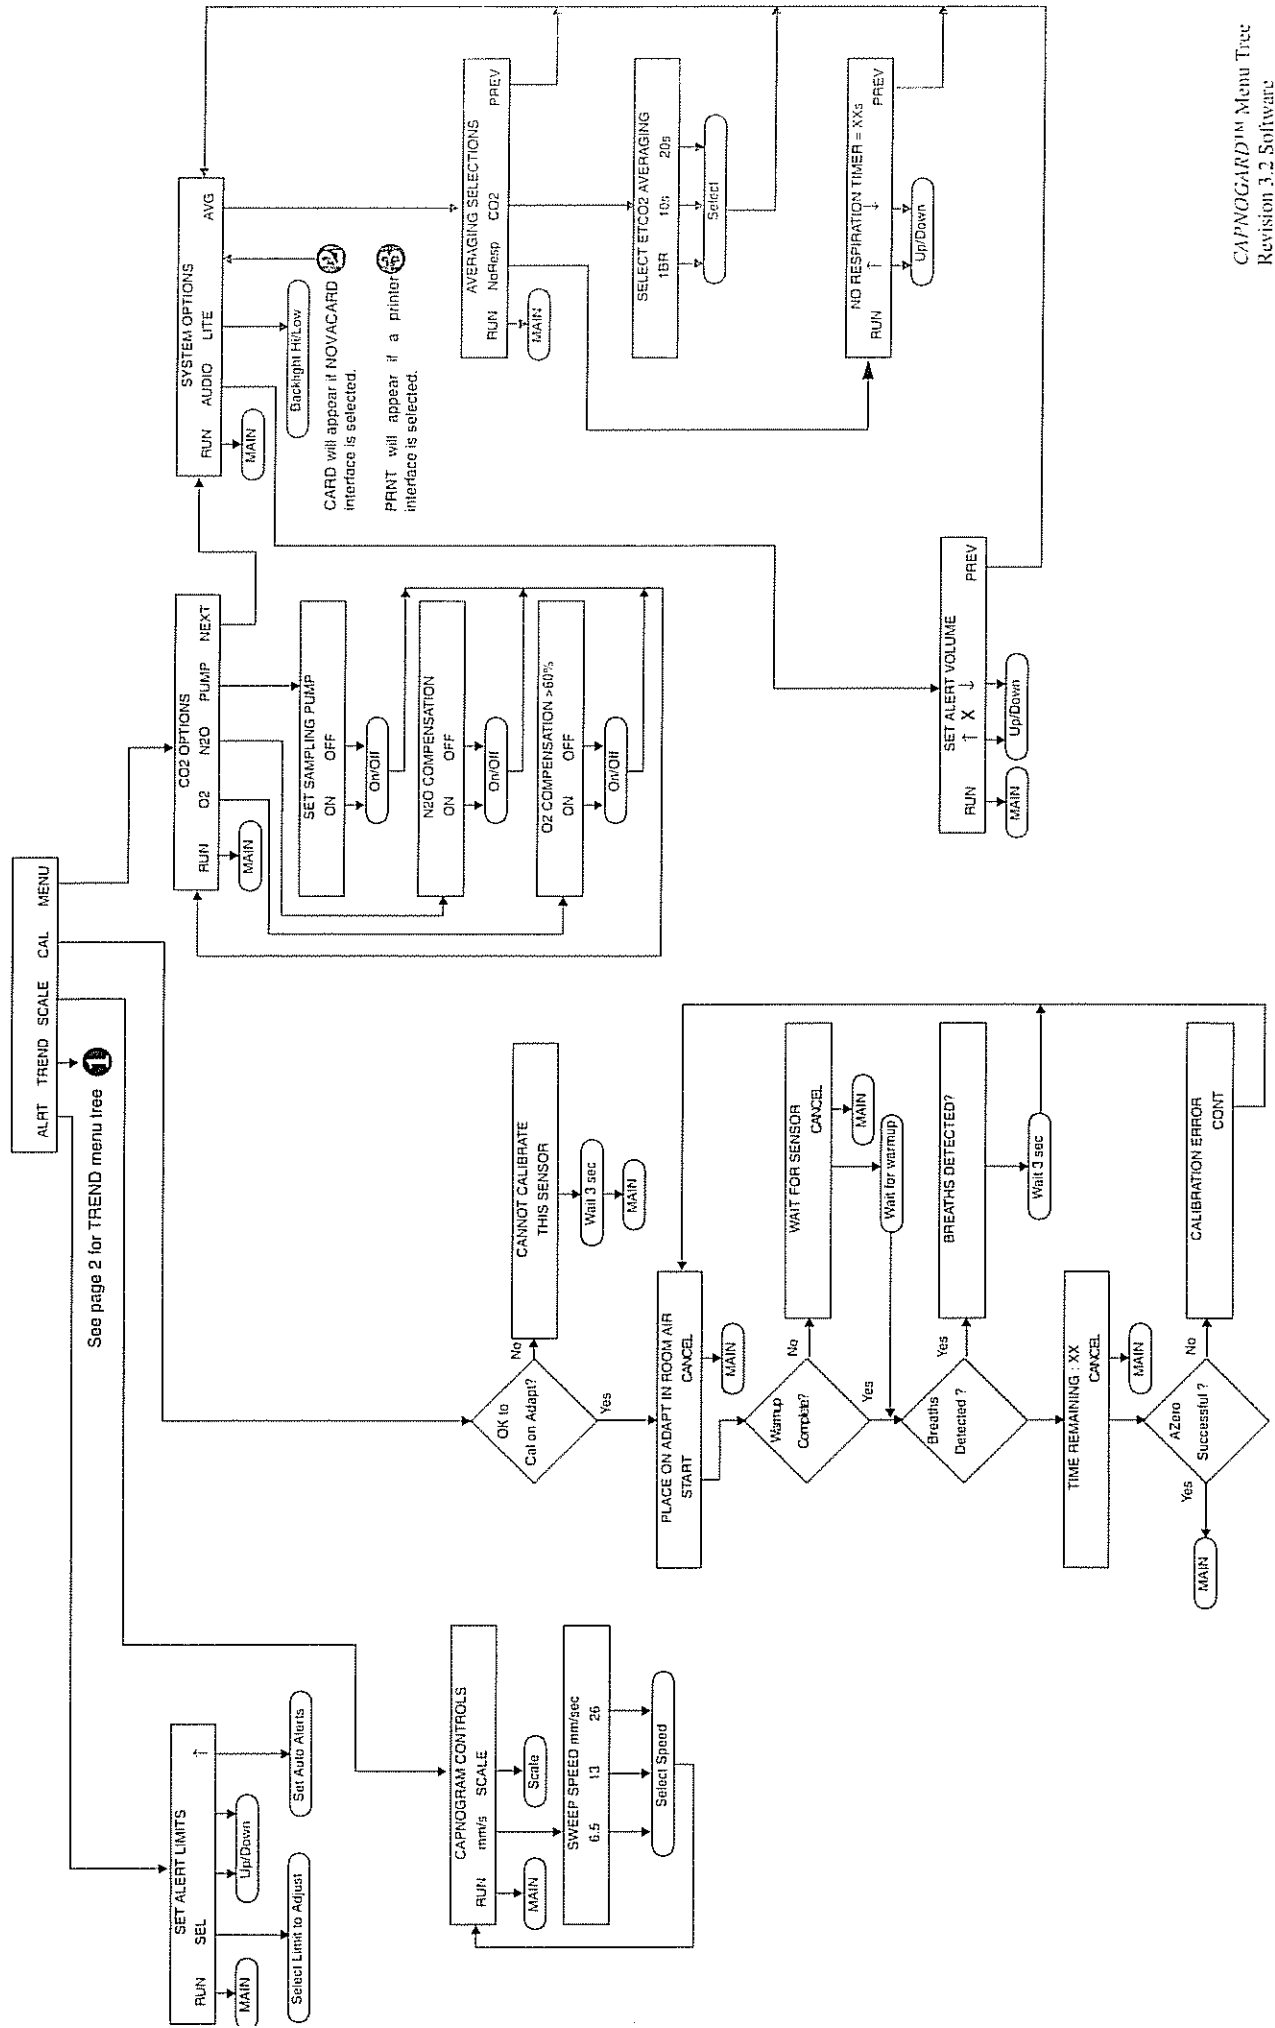 ALRT TREND SCALE CAL MENU
See page 2 for TREND menu tree 1
SET ALERT LIMITS
RUN SEL ↑
MAIN
Select Limit to Adjust
Up/Down
Set Auto Alerts
CAPNOGRAM CONTROLS
RUN mm/s SCALE
MAIN
Scale
SWEEP SPEED mm/sec
6.5 13 26
Select Speed
OK to
Cal on Adapt?
No
Yes
CANNOT CALIBRATE
THIS SENSOR
Wait 3 sec
MAIN
PLACE ON ADAPT IN ROOM AIR
START CANCEL
MAIN
Warmup
Complete?
No
Yes
WAIT FOR SENSOR
CANCEL
MAIN
Wait for warmup
Breaths
Detected ?
Yes
BREATHS DETECTED?
Wait 3 sec
TIME REMAINING : XX
CANCEL
MAIN
AZero
Successful ?
Yes
No
MAIN
CALIBRATION ERROR
CONT
CO2 OPTIONS
RUN O2 N2O PUMP NEXT
MAIN
SET SAMPLING PUMP
ON OFF
On/Off
N2O COMPENSATION
ON OFF
On/Off
O2 COMPENSATION >60%
ON OFF
On/Off
SYSTEM OPTIONS
RUN AUDIO LITE AVG
MAIN
Backlight Hi/Low
CARD will appear if NOVACARD 2
interface is selected.
PRNT will appear if a printer 3
interface is selected.
AVERAGING SELECTIONS
RUN NoResp CO2 PREV
MAIN
SELECT ETCO2 AVERAGING
1BR 10s 20s
Select
NO RESPIRATION TIMER = XXs
RUN ↑ ↓ PREV
Up/Down
SET ALERT VOLUME
RUN ↑ X ↓ PREV
MAIN
Up/Down
CAPNOGARD™ Menu Tree
Revision 3.2 Software